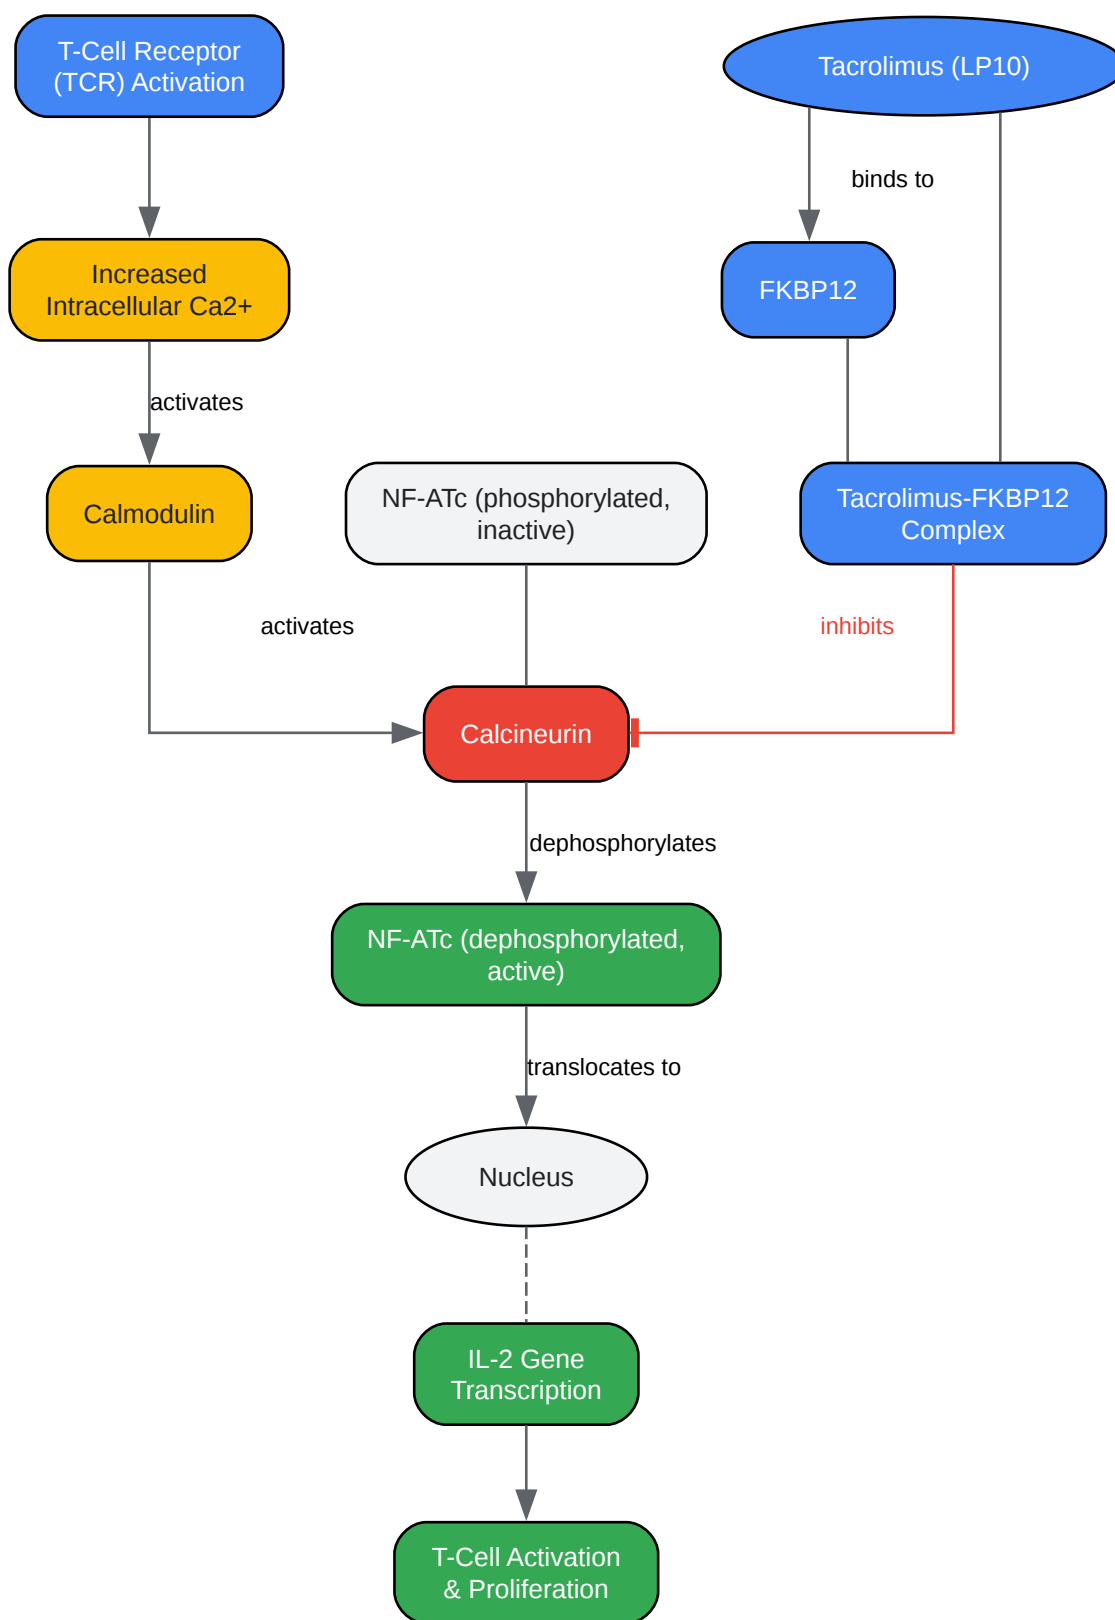 T-Cell Receptor
(TCR) Activation
Tacrolimus (LP10)
binds to
Increased
Intracellular Ca2+
FKBP12
activates
Calmodulin
NF-ATc (phosphorylated,
inactive)
Tacrolimus-FKBP12
Complex
activates
inhibits
Calcineurin
dephosphorylates
NF-ATc (dephosphorylated,
active)
translocates to
Nucleus
IL-2 Gene
Transcription
T-Cell Activation
& Proliferation